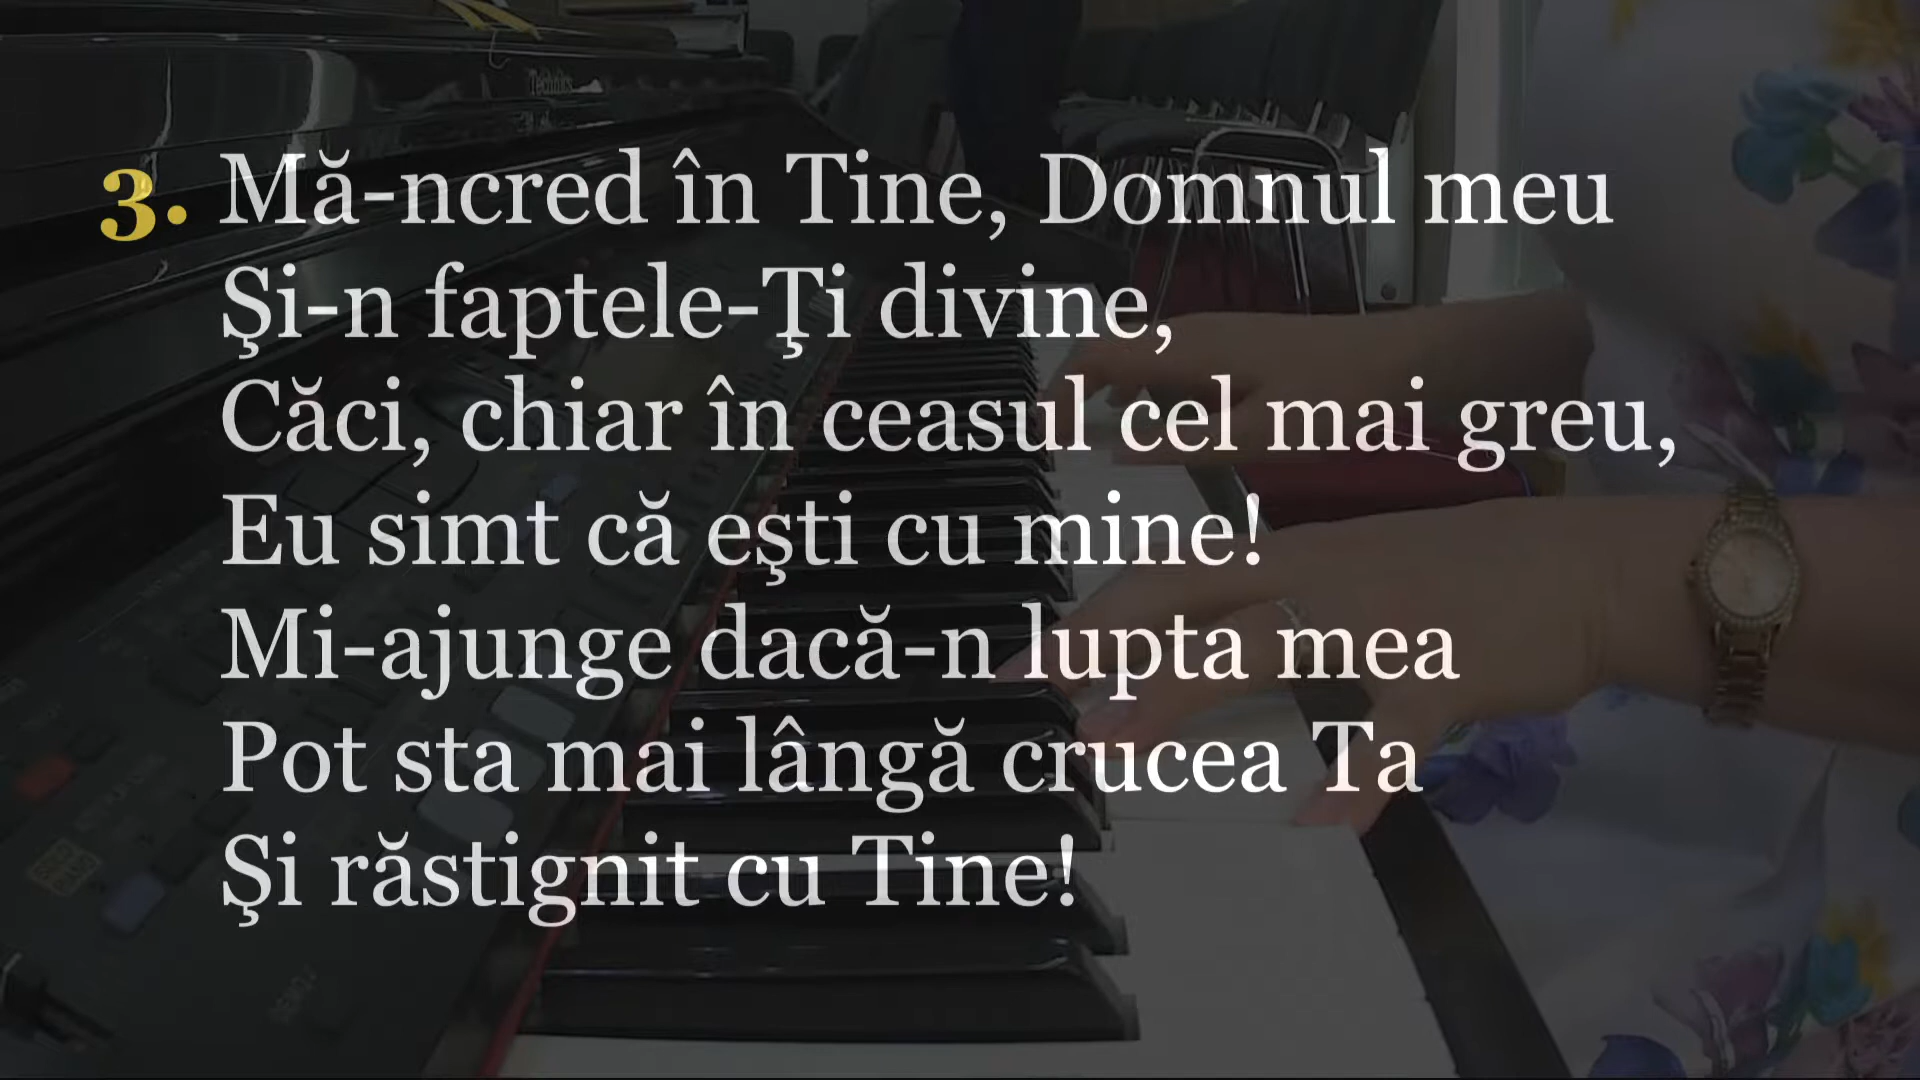 Technics
3. Mă-ncred în Tine, Domnul meu
Şi-n faptele-Ţi divine,
Căci, chiar în ceasul cel mai greu,
Eu simt că eşti cu mine!
Mi-ajunge dacă-n lupta mea
Pot sta mai lângă crucea Ta
Şi răstignit cu Tine!